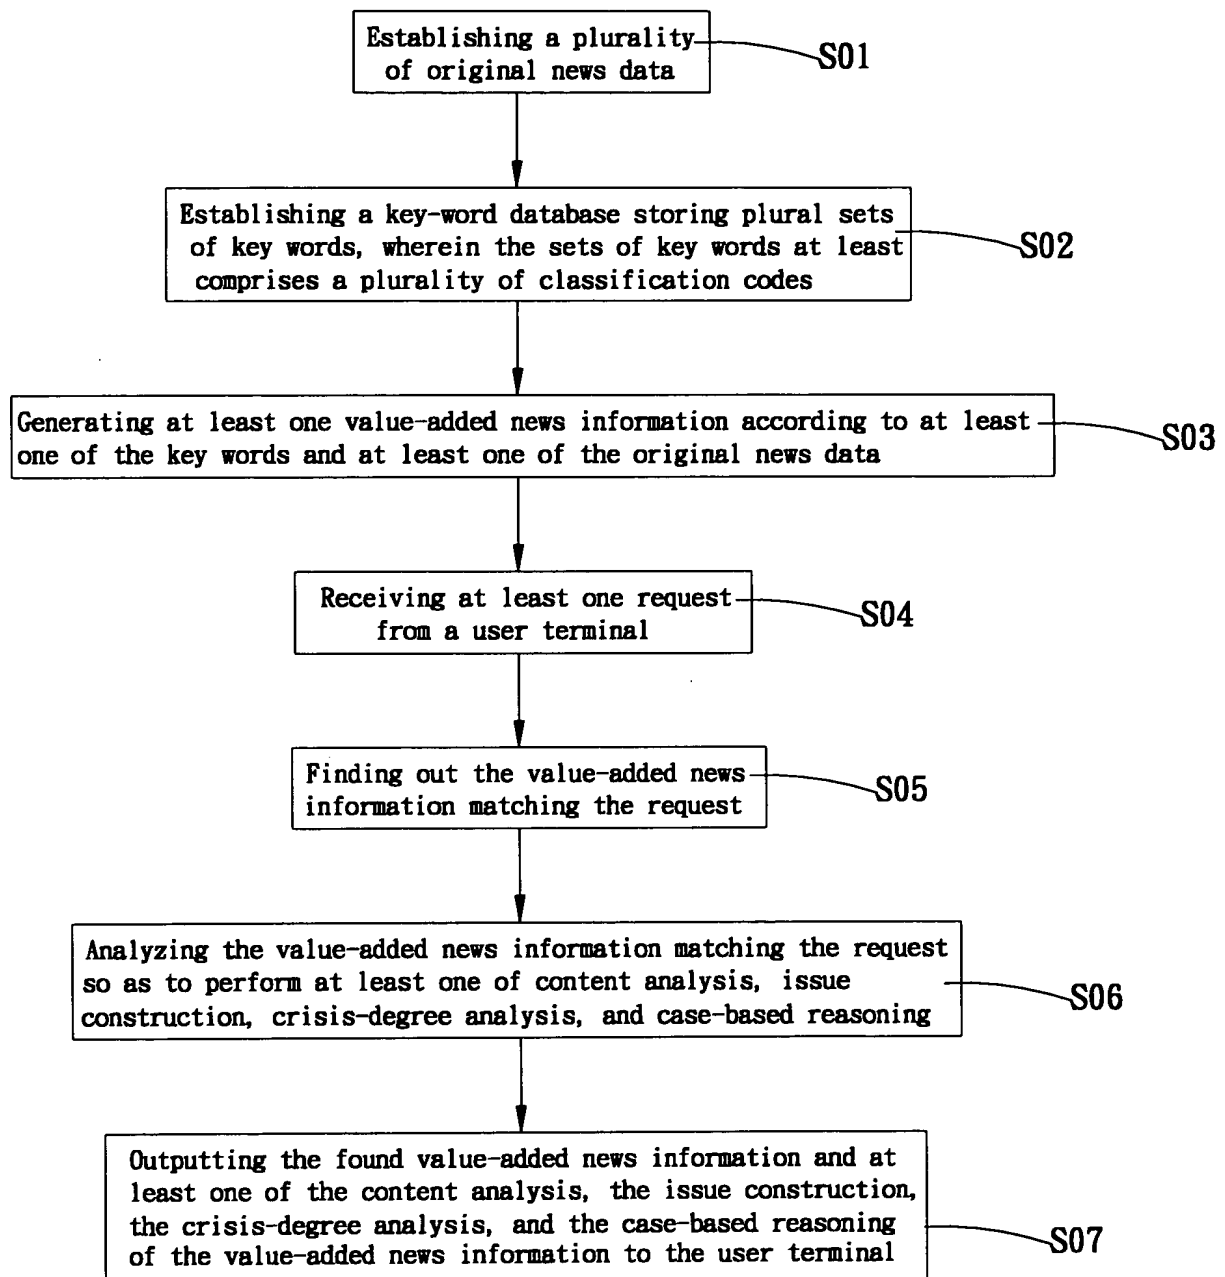 Establishing a plurality
of original news data
S01
Establishing a key-word database storing plural sets
of key words, wherein the sets of key words at least
comprises a plurality of classification codes
S02
Generating at least one value-added news information according to at least
one of the key words and at least one of the original news data
S03
Receiving at least one request
from a user terminal
S04
Finding out the value-added news
information matching the request
S05
Analyzing the value-added news information matching the request
so as to perform at least one of content analysis, issue
construction, crisis-degree analysis, and case-based reasoning
S06
Outputting the found value-added news information and at
least one of the content analysis, the issue construction,
the crisis-degree analysis, and the case-based reasoning
of the value-added news information to the user terminal
S07